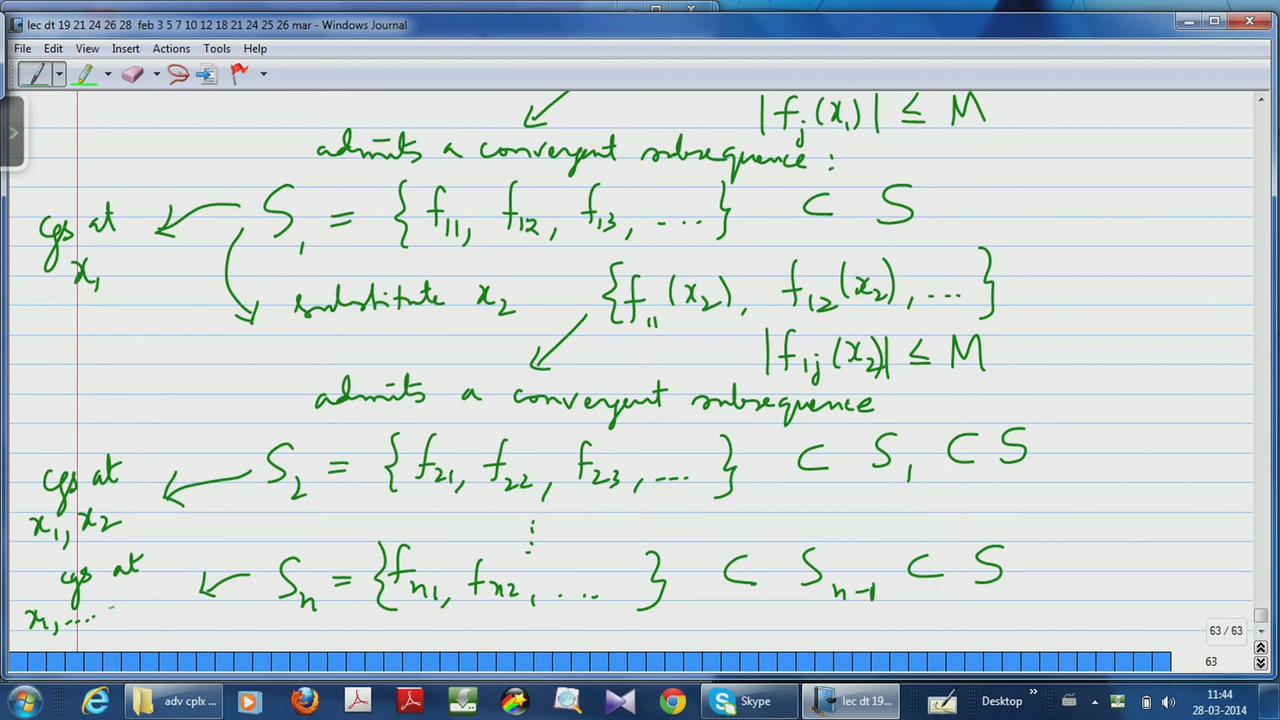 lec dt 19 21 24 26 28 feb 3 5 7 10 12 18 21 24 25 26 mar - Windows Journal
File Edit View Insert Actions Tools Help
|f_j(x_1)| ≤ M
admits a convergent subsequence :
cgs at x_1 S_1 = {f_11, f_12, f_13, ...} ⊂ S
substitute x_2 {f_11(x_2), f_12(x_2), ...}
|f_1j(x_2)| ≤ M
admits a convergent subsequence
cgs at x_1, x_2 S_2 = {f_21, f_22, f_23, ...} ⊂ S_1 ⊂ S
⋮
cgs at x_1, ... S_n = {f_n1, f_n2, ...} ⊂ S_n-1 ⊂ S
63 / 63
63
adv cplx ... Skype lec dt 19... Desktop » 11:44
28-03-2014